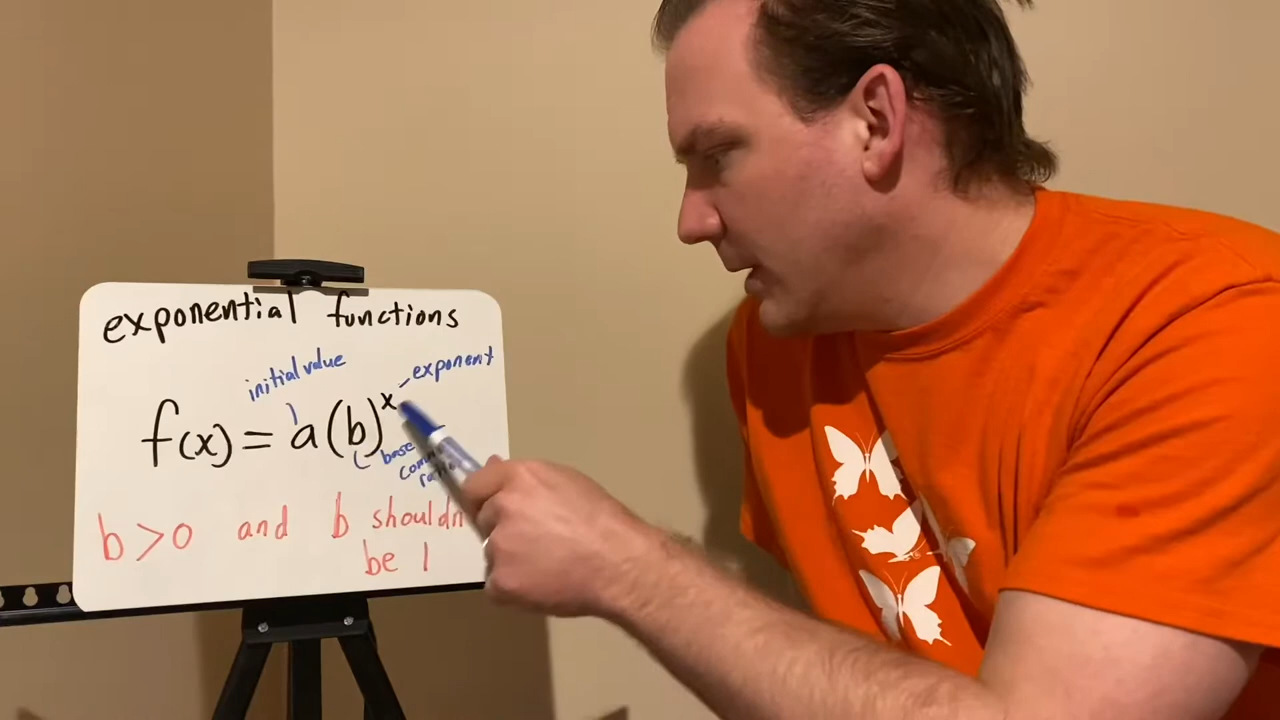 exponential functions
initial value
exponent
f(x) = a(b)^x
base
b > 0 and b
be 1